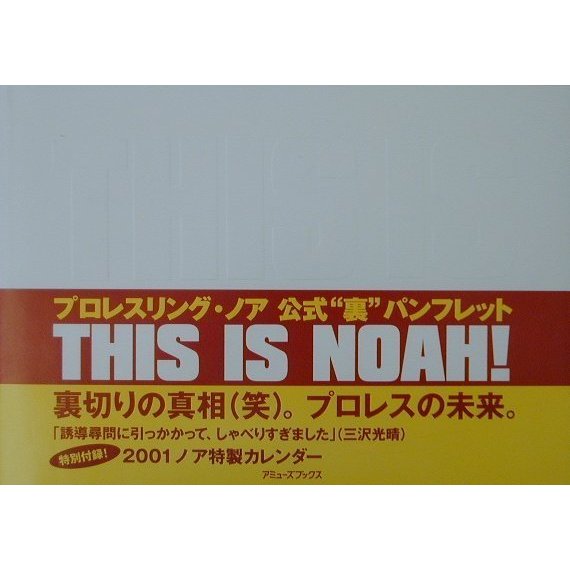 THIS IS
プロレスリング・ノア 公式“裏”パンフレット
THIS IS NOAH!
裏切りの真相(笑)。プロレスの未来。
「誘導尋問に引っかかって、しゃべりすぎました」(三沢光晴)
特別付録! 2001ノア特製カレンダー
アミューズブックス